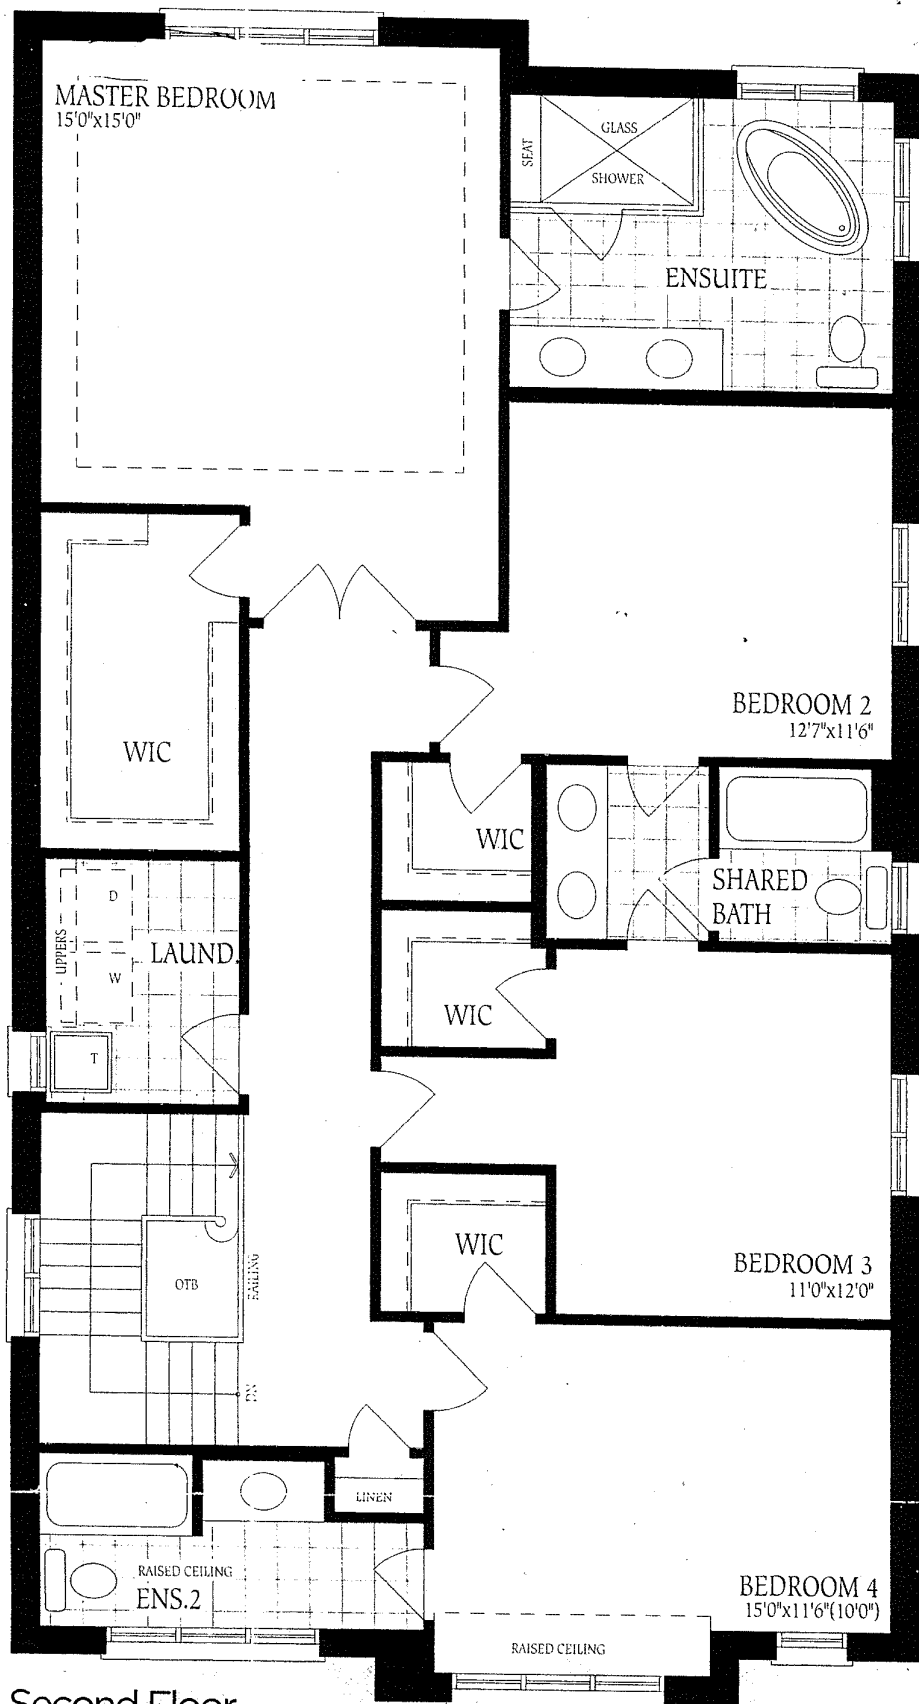 MASTER BEDROOM
15'0"x15'0"
SEAT
GLASS
SHOWER
ENSUITE
BEDROOM 2
12'7"x11'6"
WIC
WIC
SHARED
BATH
UPPERS
D
LAUND.
W
T
WIC
WIC
BEDROOM 3
11'0"x12'0"
OTB
RAILING
DN
LINEN
RAISED CEILING
ENS.2
BEDROOM 4
15'0"x11'6"(10'0")
RAISED CEILING
Second Floor